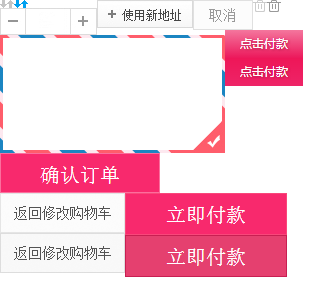 使用新地址
取消
点击付款
点击付款
确认订单
返回修改购物车
立即付款
返回修改购物车
立即付款